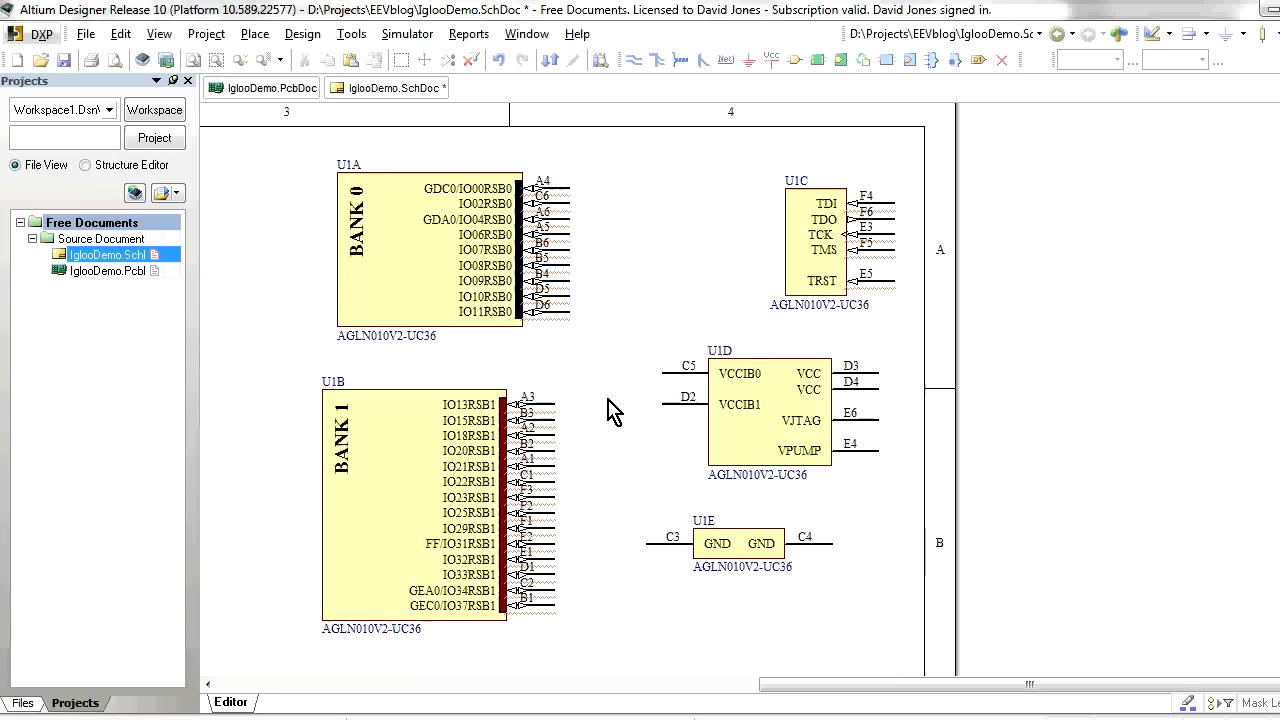 Altium Designer Release 10 (Platform 10.589.22577) - D:\Projects\EEVblog\IglooDemo.SchDoc * - Free Documents. Licensed to David Jones - Subscription valid. David Jones signed in.
DXP File Edit View Project Place Design Tools Simulator Reports Window Help D:\Projects\EEVblog\IglooDemo.Sc
Projects
IglooDemo.PcbDoc IglooDemo.SchDoc *
Workspace1.Dsn Workspace
Project
File View Structure Editor
Free Documents
Source Document
IglooDemo.Schl
IglooDemo.Pcbl
Files Projects
3 4
A
B
U1A
BANK 0
GDC0/IO00RSB0 A4
IO02RSB0 C6
GDA0/IO04RSB0 A6
IO06RSB0 A5
IO07RSB0 B6
IO08RSB0 B5
IO09RSB0 B4
IO10RSB0 D5
IO11RSB0 D6
AGLN010V2-UC36
U1B
BANK 1
IO13RSB1 A3
IO15RSB1 B3
IO18RSB1 A2
IO20RSB1 B2
IO21RSB1 A1
IO22RSB1 C1
IO23RSB1 F3
IO25RSB1
IO29RSB1 F1
FF/IO31RSB1 E2
IO32RSB1 E1
IO33RSB1 D1
GEA0/IO34RSB1 C2
GEC0/IO37RSB1 B1
AGLN010V2-UC36
U1C
TDI F4
TDO F6
TCK E3
TMS F5
TRST E5
AGLN010V2-UC36
U1D
C5 VCCIB0 VCC D3
VCC D4
D2 VCCIB1
VJTAG E6
VPUMP E4
AGLN010V2-UC36
U1E
C3 GND GND C4
AGLN010V2-UC36
Editor
Mask